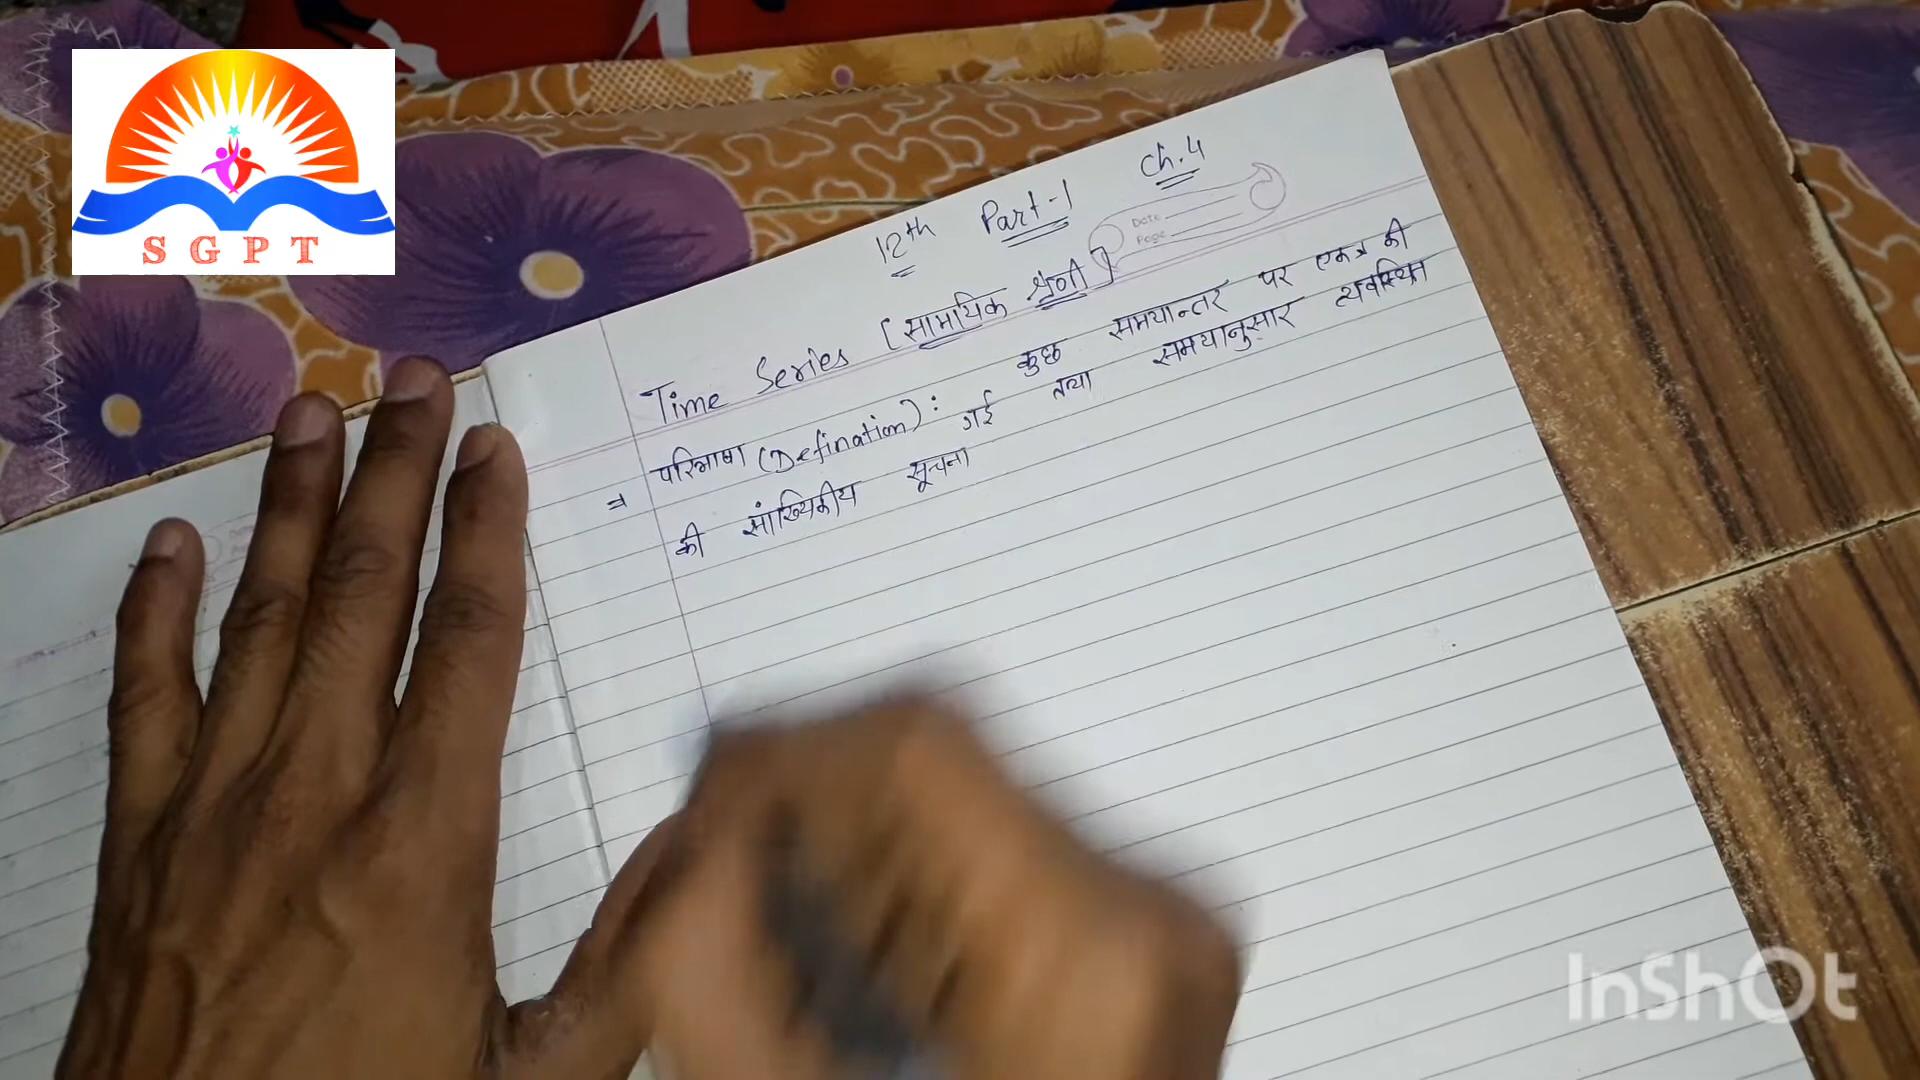 SGPT
12th Part-1 Ch.4
Date
Page
Time Series [सामायिक श्रेणी]
⇒ परिभाषा (Defination): कुछ समयान्तर पर एकत्र की
गई तथा समयानुसार व्यवस्थित
की सांख्यिकीय सूचना
InShOt